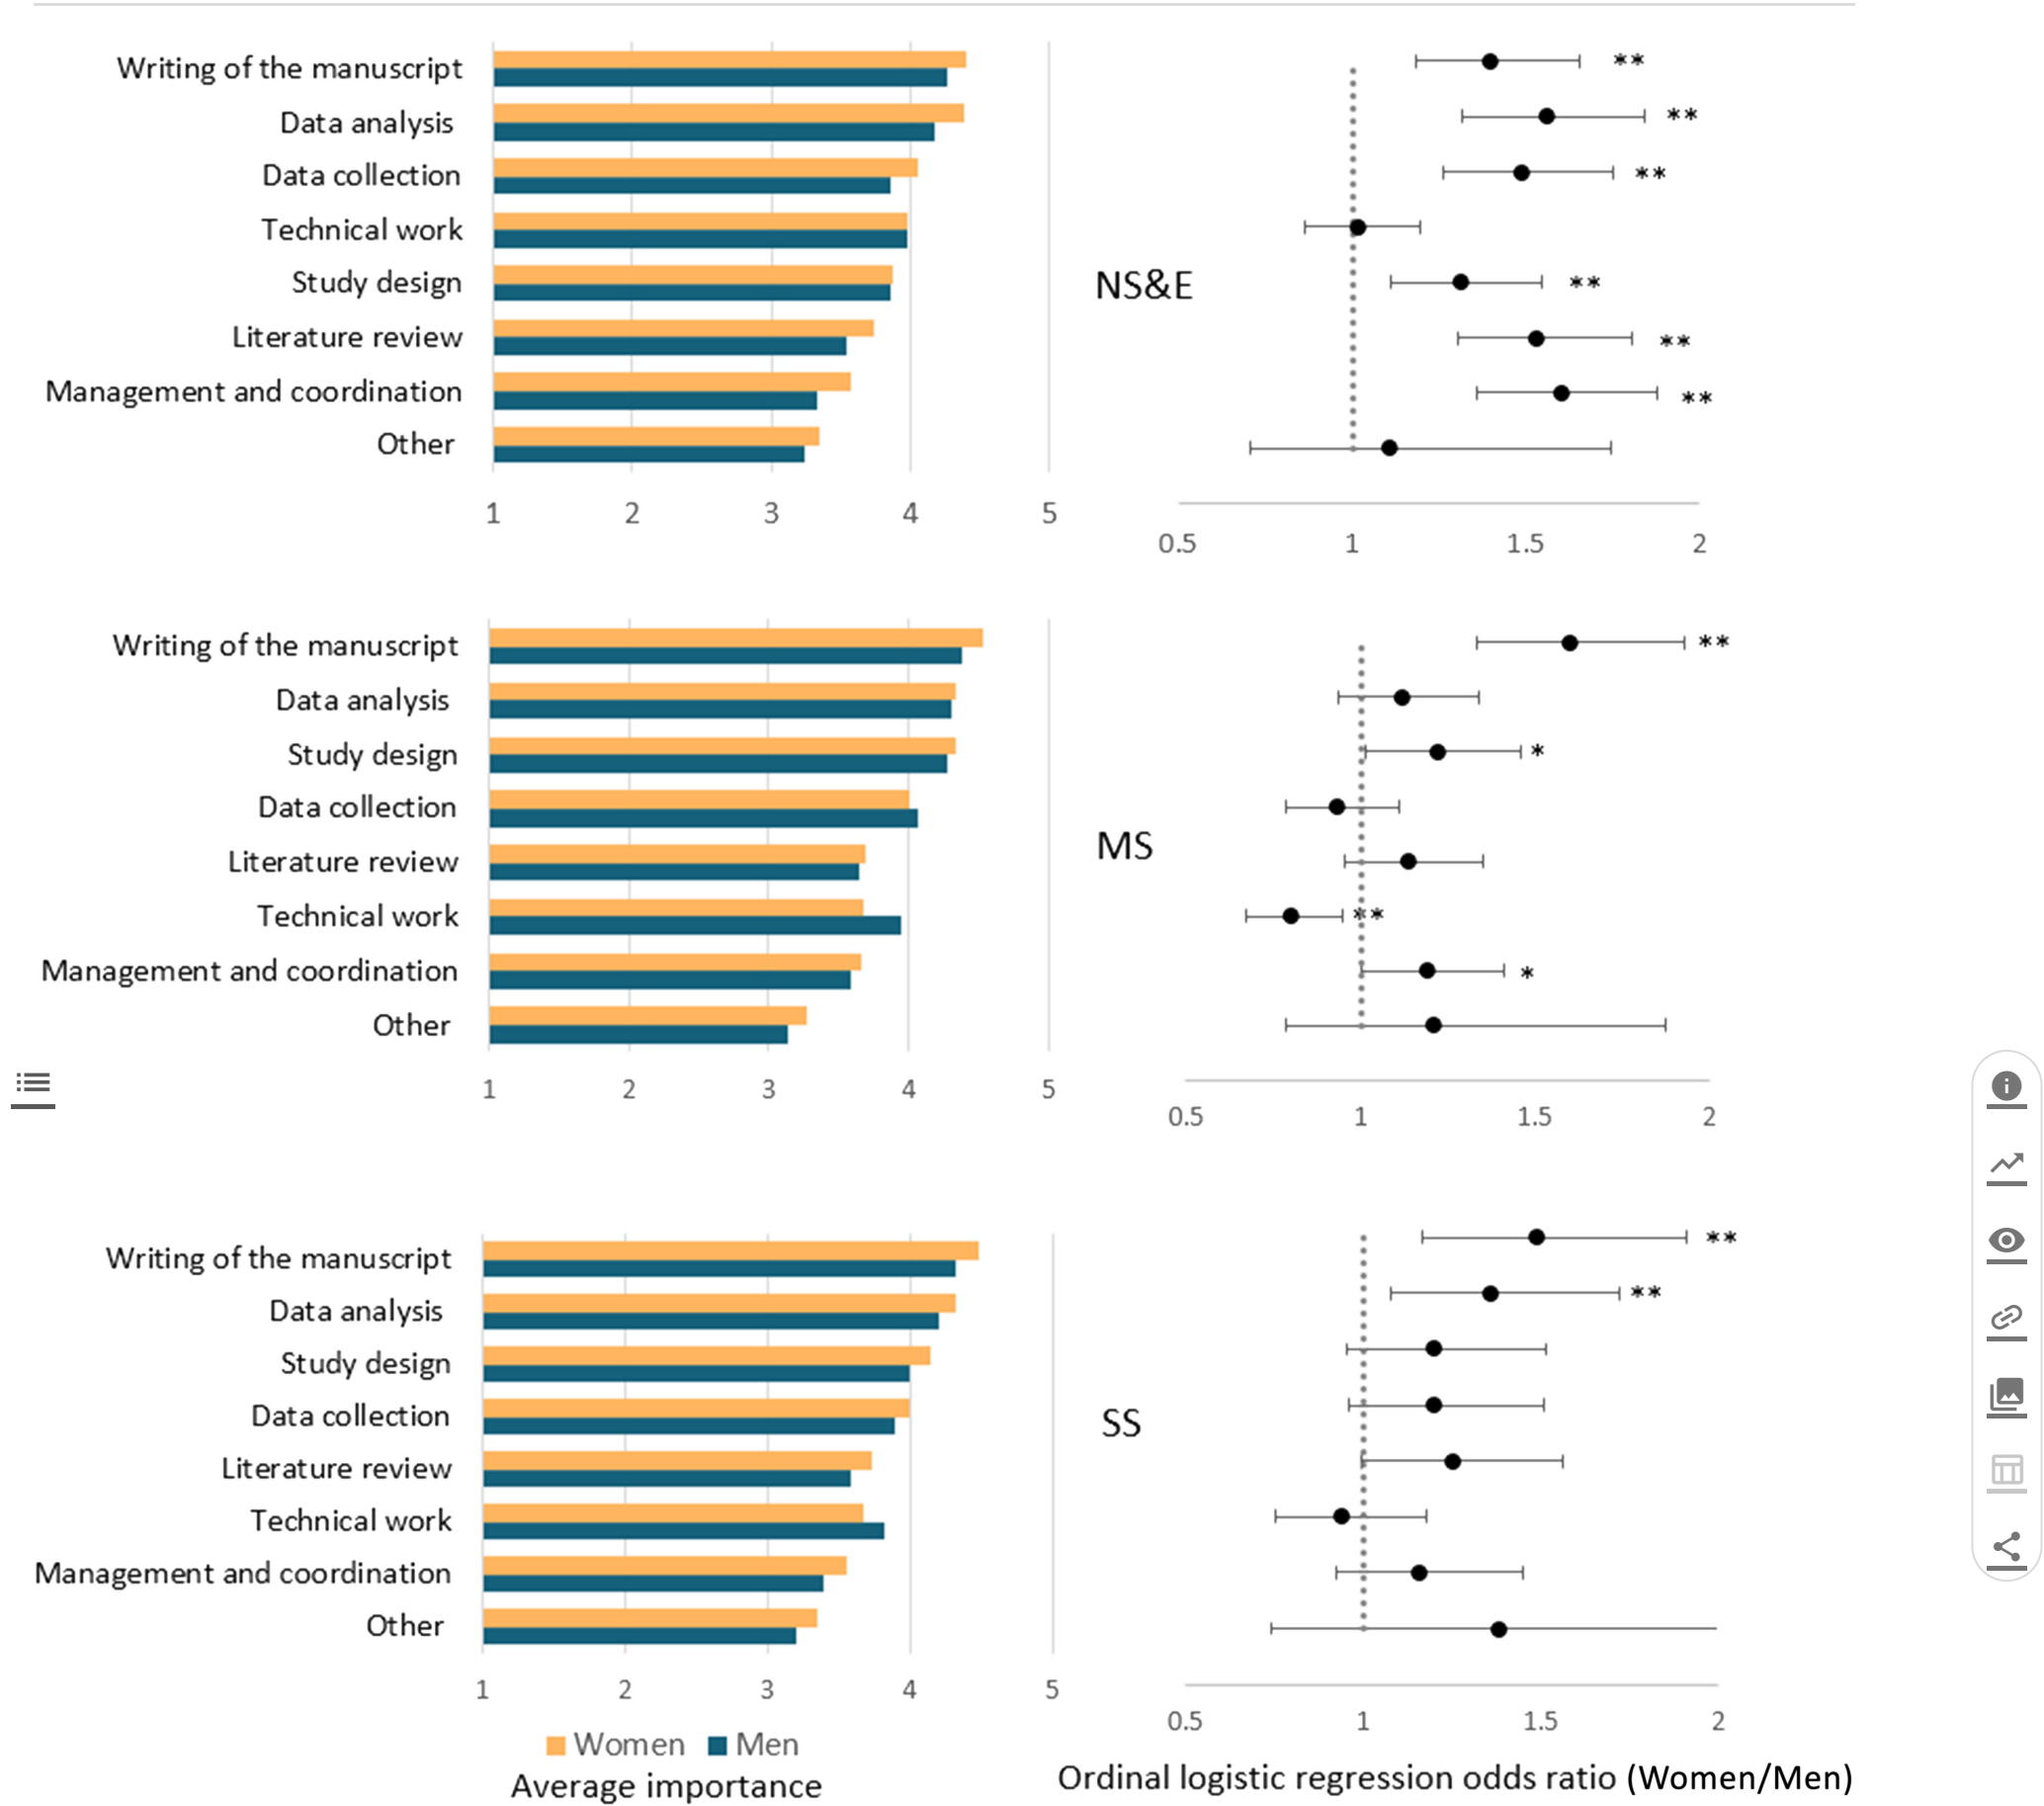 Writing of the manuscript **
Data analysis **
Data collection **
Technical work
Study design **
NS&E
Literature review **
Management and coordination **
Other
1 2 3 4 5
0.5 1 1.5 2
Writing of the manuscript **
Data analysis
Study design *
Data collection
MS
Literature review
Technical work **
Management and coordination *
Other
1 2 3 4 5
0.5 1 1.5 2
Writing of the manuscript **
Data analysis **
Study design
Data collection
SS
Literature review
Technical work
Management and coordination
Other
1 2 3 4 5
0.5 1 1.5 2
Women Men
Average importance
Ordinal logistic regression odds ratio (Women/Men)